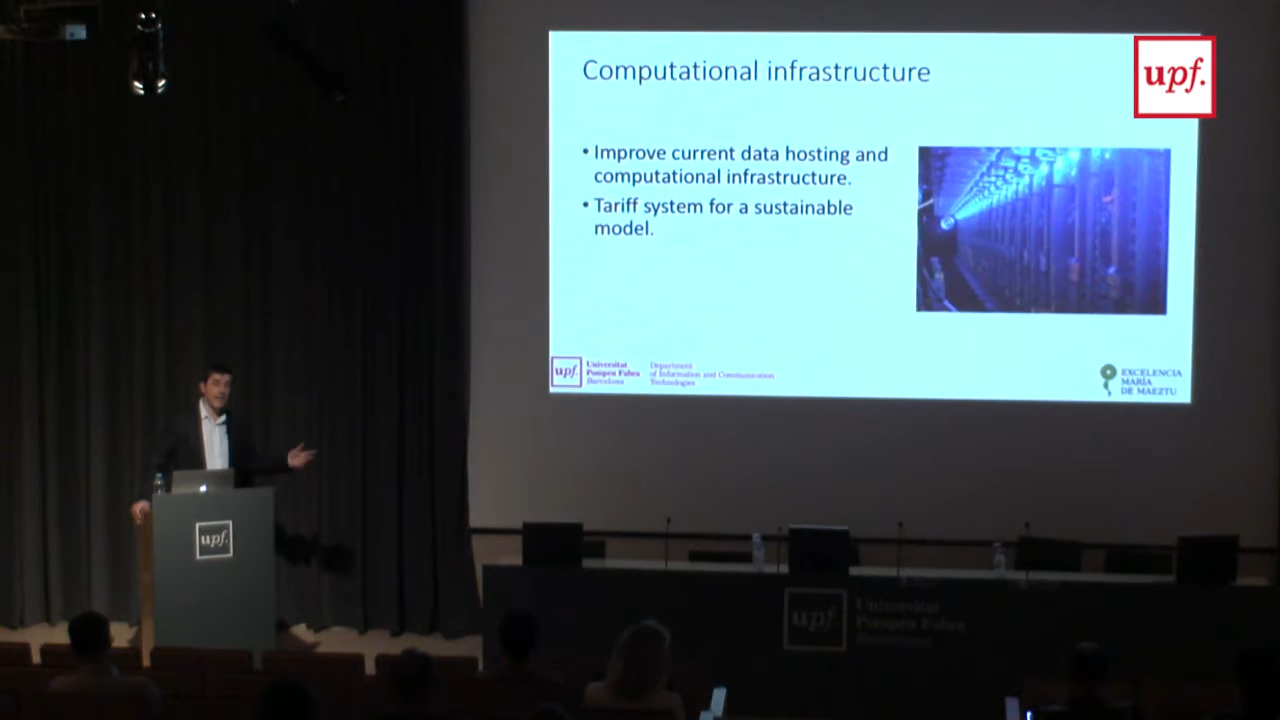 Computational infrastructure
upf.
• Improve current data hosting and
computational infrastructure.
• Tariff system for a sustainable
model.
upf.
Universitat
Pompeu Fabra
Barcelona
Department
of Information and Communication
Technologies
EXCELENCIA
MARÍA
DE MAEZTU
upf.
upf.
Universitat
Pompeu Fabra
Barcelona